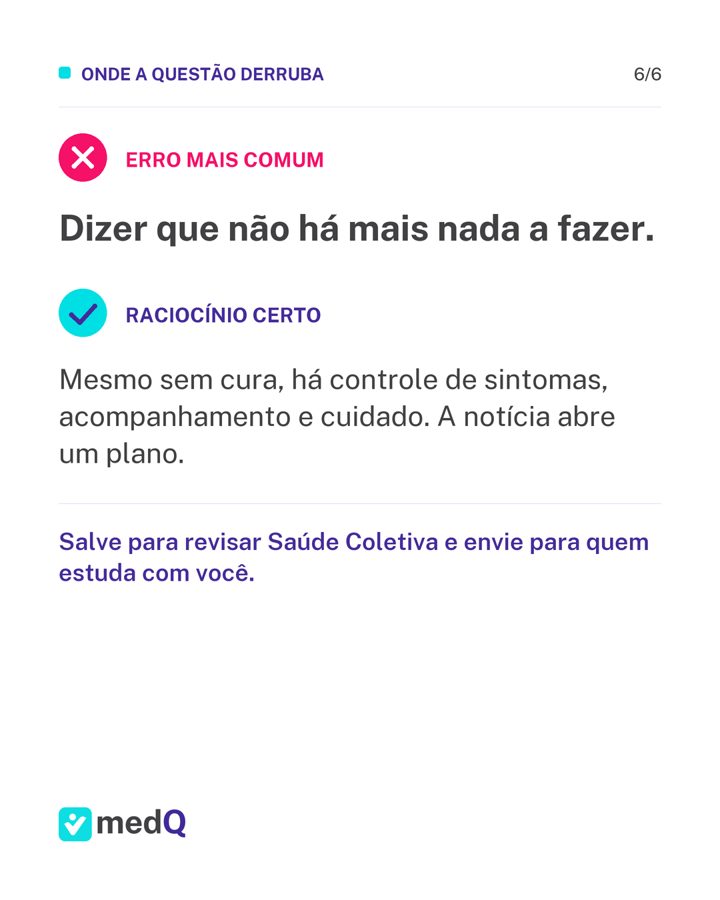 ONDE A QUESTÃO DERRUBA
6/6
ERRO MAIS COMUM
Dizer que não há mais nada a fazer.
RACIOCÍNIO CERTO
Mesmo sem cura, há controle de sintomas,
acompanhamento e cuidado. A notícia abre
um plano.
Salve para revisar Saúde Coletiva e envie para quem
estuda com você.
medQ